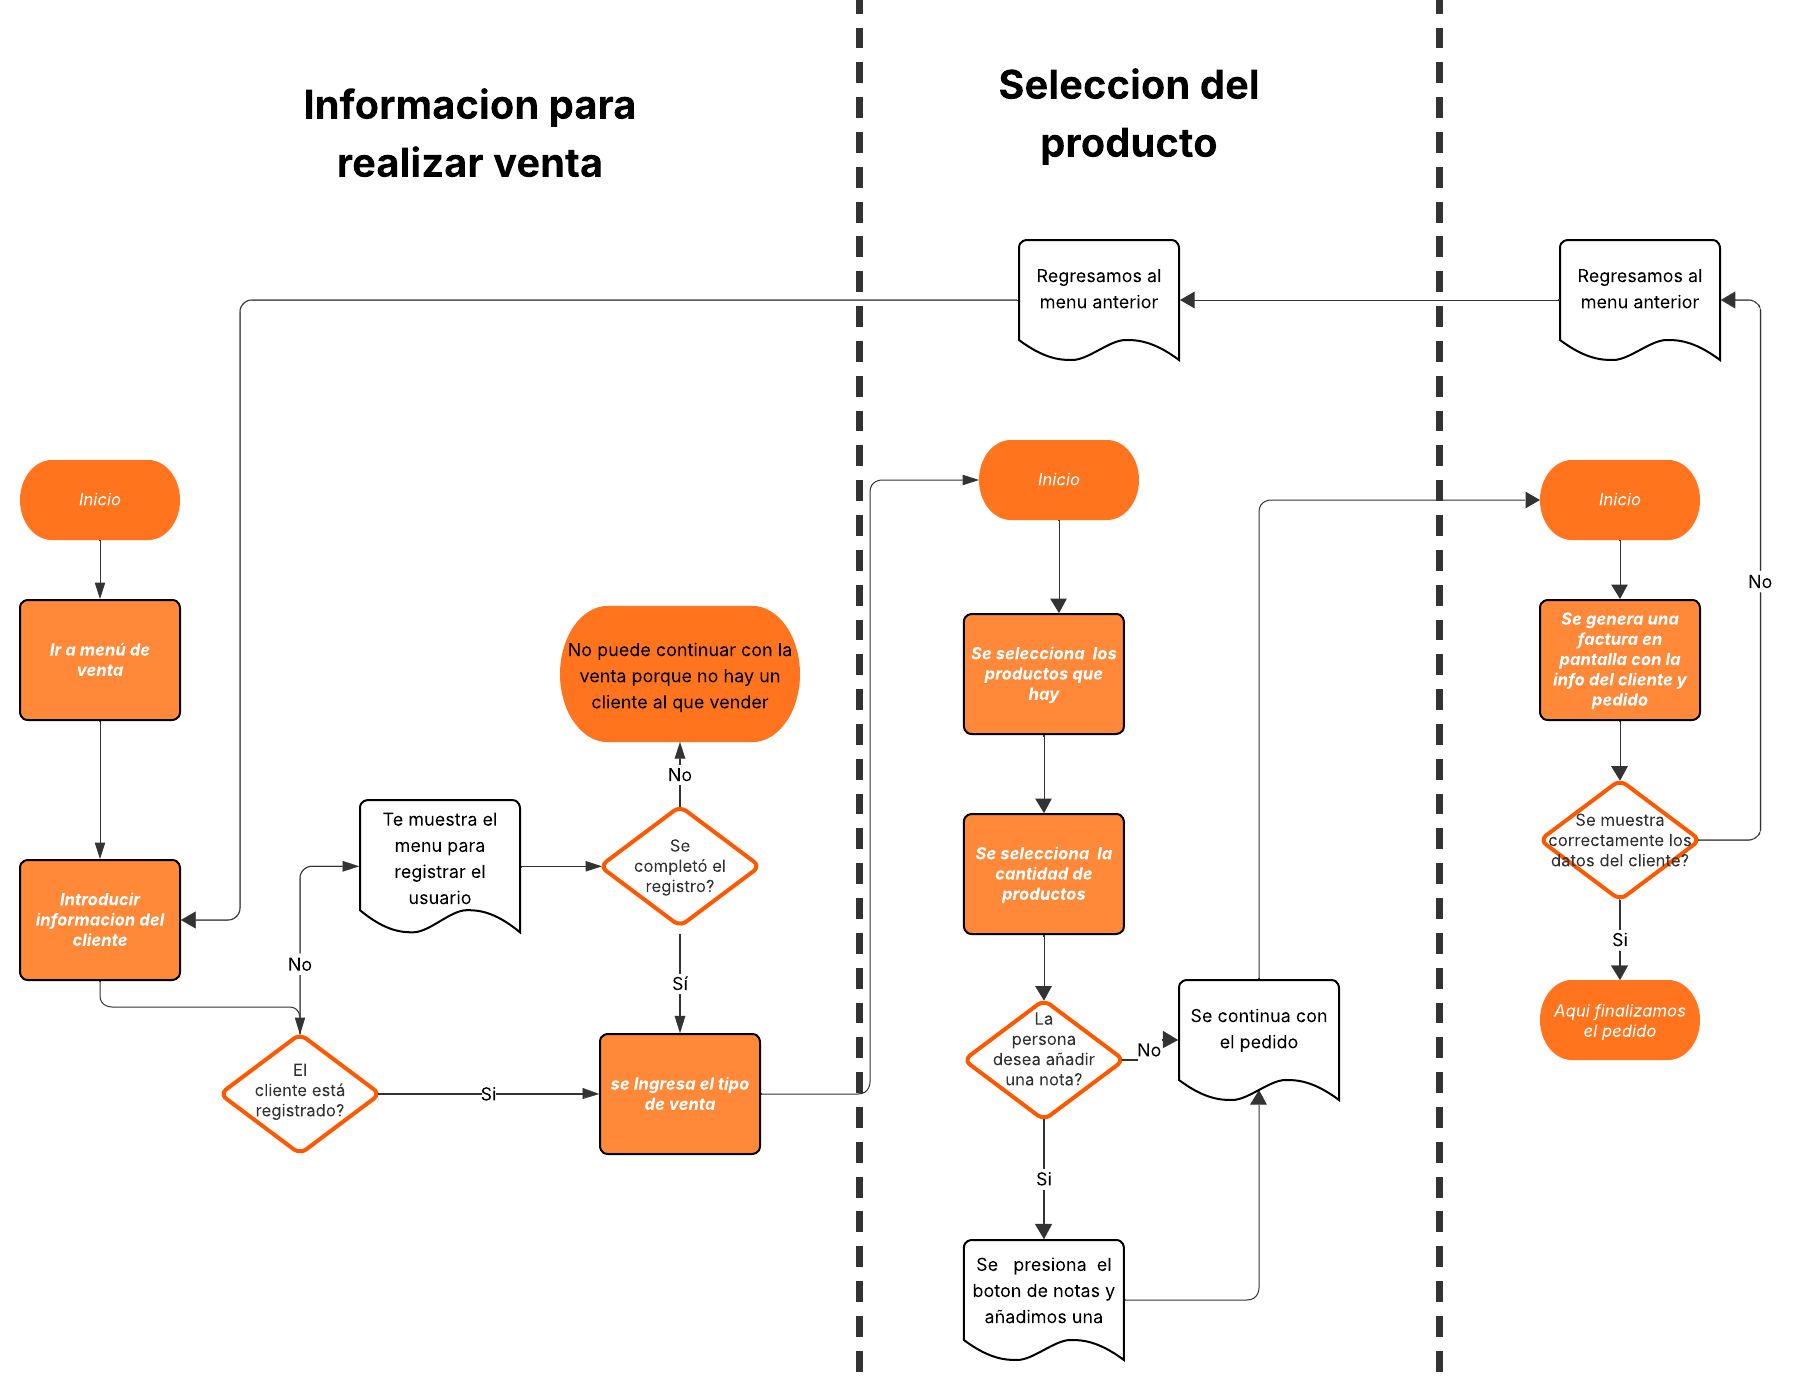 Informacion para
realizar venta
Inicio
Ir a menú de
venta
Introducir
informacion del
cliente
No
El
cliente está
registrado?
Si
Te muestra el
menu para
registrar el
usuario
Se
completó el
registro?
No
No puede continuar con la
venta porque no hay un
cliente al que vender
Sí
se Ingresa el tipo
de venta
Seleccion del
producto
Regresamos al
menu anterior
Inicio
Se selecciona los
productos que
hay
Se selecciona la
cantidad de
productos
La
persona
desea añadir
una nota?
No
Se continua con
el pedido
Si
Se presiona el
boton de notas y
añadimos una
Regresamos al
menu anterior
Inicio
No
Se genera una
factura en
pantalla con la
info del cliente y
pedido
Se muestra
correctamente los
datos del cliente?
Si
Aqui finalizamos
el pedido